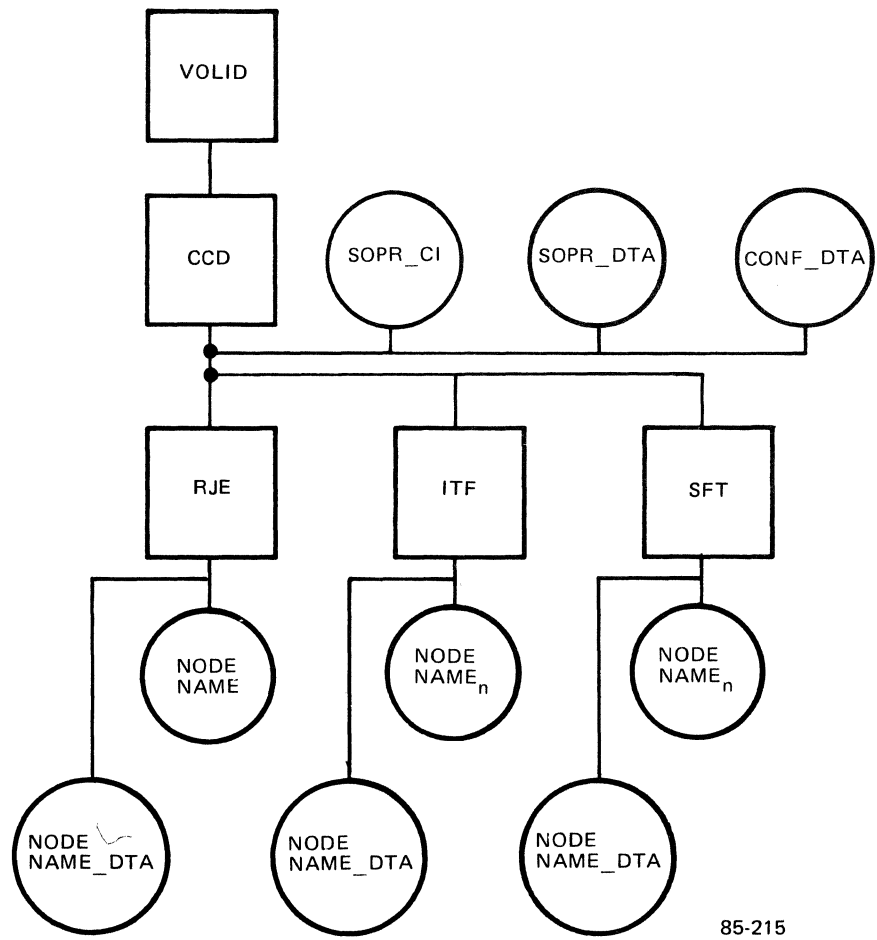 VOLID
CCD
SOPR_CI
SOPR_DTA
CONF_DTA
RJE
ITF
SFT
NODE
NAME
NODE
NAMEn
NODE
NAMEn
NODE
NAME_DTA
NODE
NAME_DTA
NODE
NAME_DTA
85-215